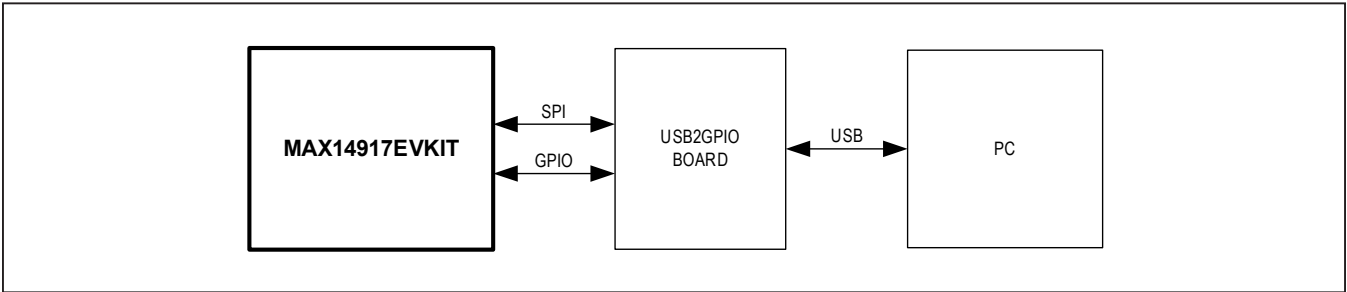 MAX14917EVKIT
SPI
GPIO
USB2GPIO
BOARD
USB
PC